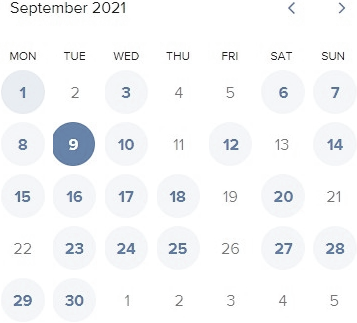 September 2021
MON TUE WED THU FRI SAT SUN
1 2 3 4 5 6 7
8 9 10 11 12 13 14
15 16 17 18 19 20 21
22 23 24 25 26 27 28
29 30 1 2 3 4 5